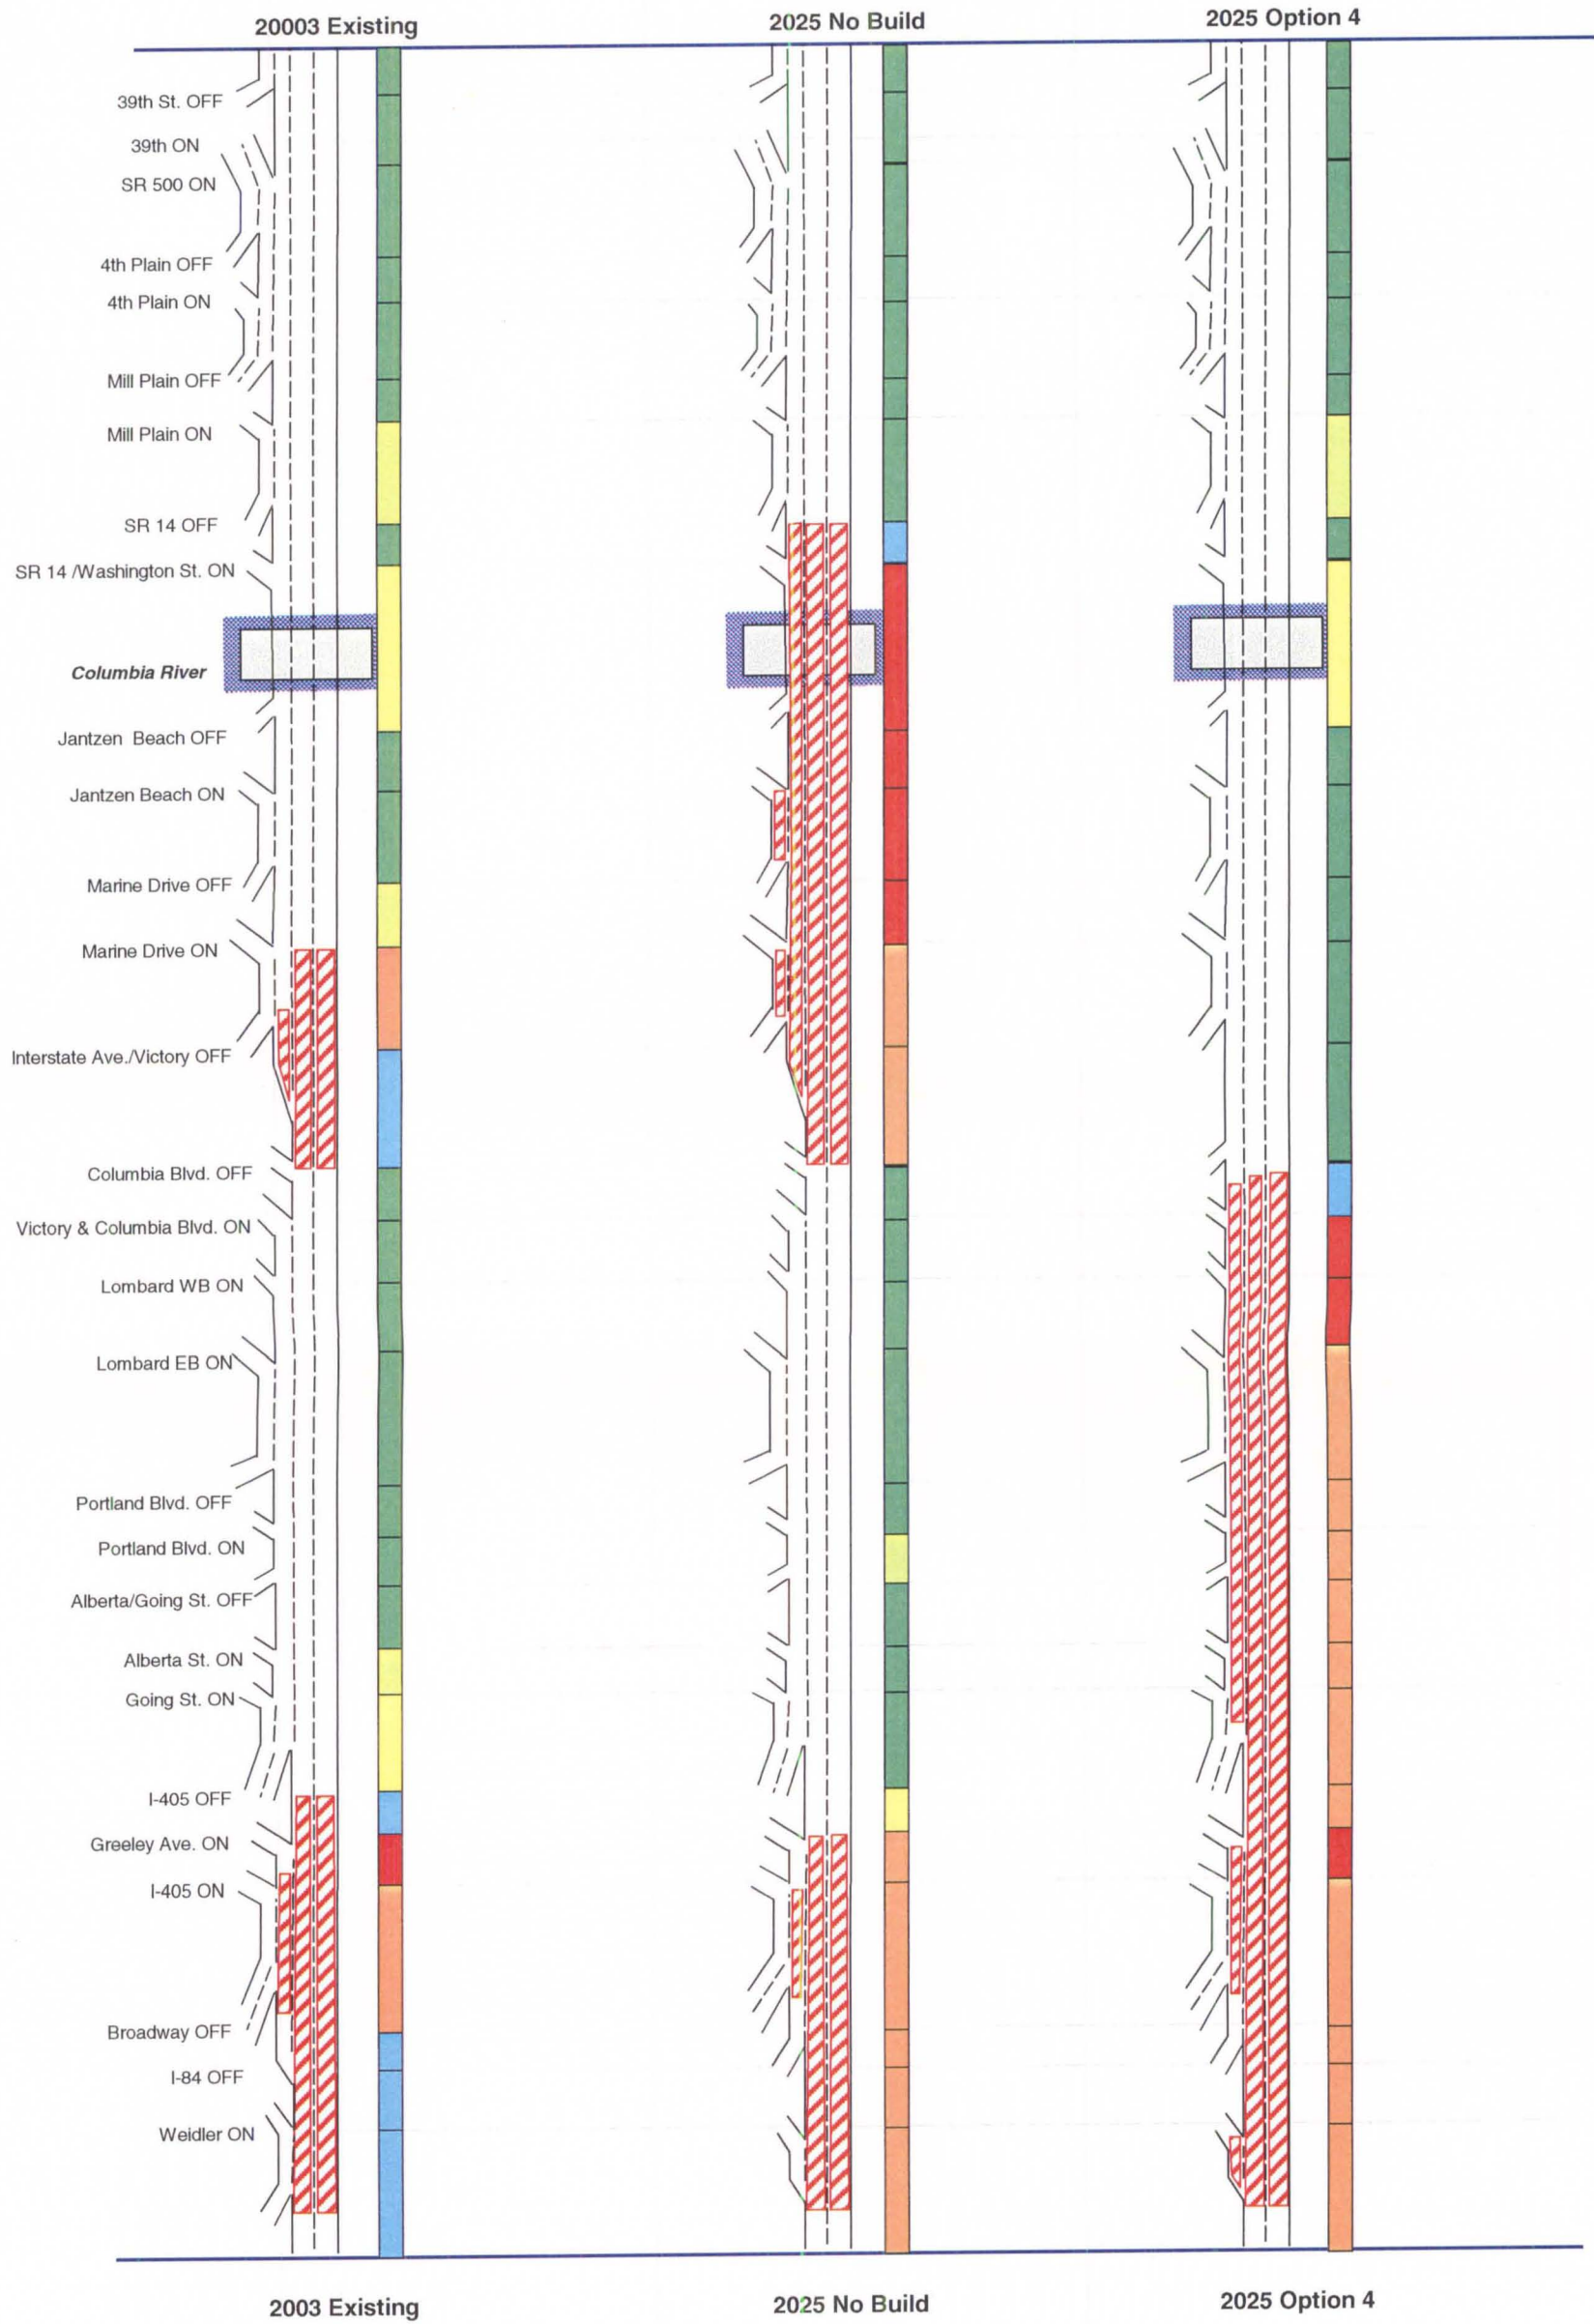 20003 Existing
2025 No Build
2025 Option 4
39th St. OFF
39th ON
SR 500 ON
4th Plain OFF
4th Plain ON
Mill Plain OFF
Mill Plain ON
SR 14 OFF
SR 14 /Washington St. ON
Columbia River
Jantzen Beach OFF
Jantzen Beach ON
Marine Drive OFF
Marine Drive ON
Interstate Ave./Victory OFF
Columbia Blvd. OFF
Victory & Columbia Blvd. ON
Lombard WB ON
Lombard EB ON
Portland Blvd. OFF
Portland Blvd. ON
Alberta/Going St. OFF
Alberta St. ON
Going St. ON
I-405 OFF
Greeley Ave. ON
I-405 ON
Broadway OFF
I-84 OFF
Weidler ON
2003 Existing
2025 No Build
2025 Option 4